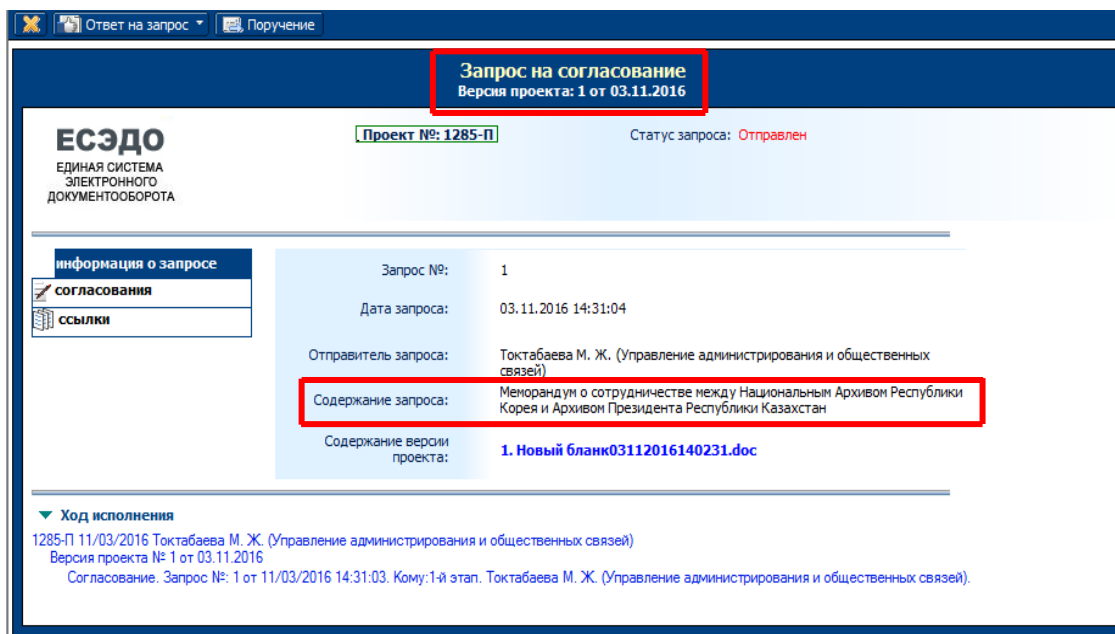 Ответ на запрос Поручение
Запрос на согласование
Версия проекта: 1 от 03.11.2016
ЕСЭДО
ЕДИНАЯ СИСТЕМА
ЭЛЕКТРОННОГО
ДОКУМЕНТООБОРОТА
Проект №: 1285-П
Статус запроса: Отправлен
информация о запросе
согласования
ссылки
Запрос №: 1
Дата запроса: 03.11.2016 14:31:04
Отправитель запроса: Токтабаева М. Ж. (Управление администрирования и общественных
связей)
Содержание запроса: Меморандум о сотрудничестве между Национальным Архивом Республики
Корея и Архивом Президента Республики Казахстан
Содержание версии
проекта: 1. Новый бланк03112016140231.doc
Ход исполнения
1285-П 11/03/2016 Токтабаева М. Ж. (Управление администрирования и общественных связей)
Версия проекта № 1 от 03.11.2016
Согласование. Запрос №: 1 от 11/03/2016 14:31:03. Кому:1-й этап. Токтабаева М. Ж. (Управление администрирования и общественных связей).